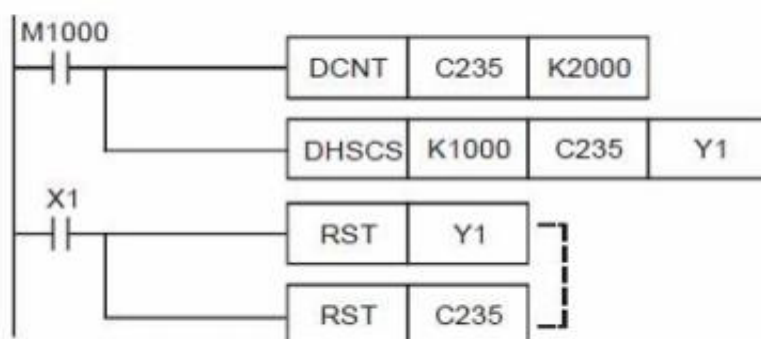 M1000
DCNT C235 K2000
DHSCS K1000 C235 Y1
X1
RST Y1
RST C235